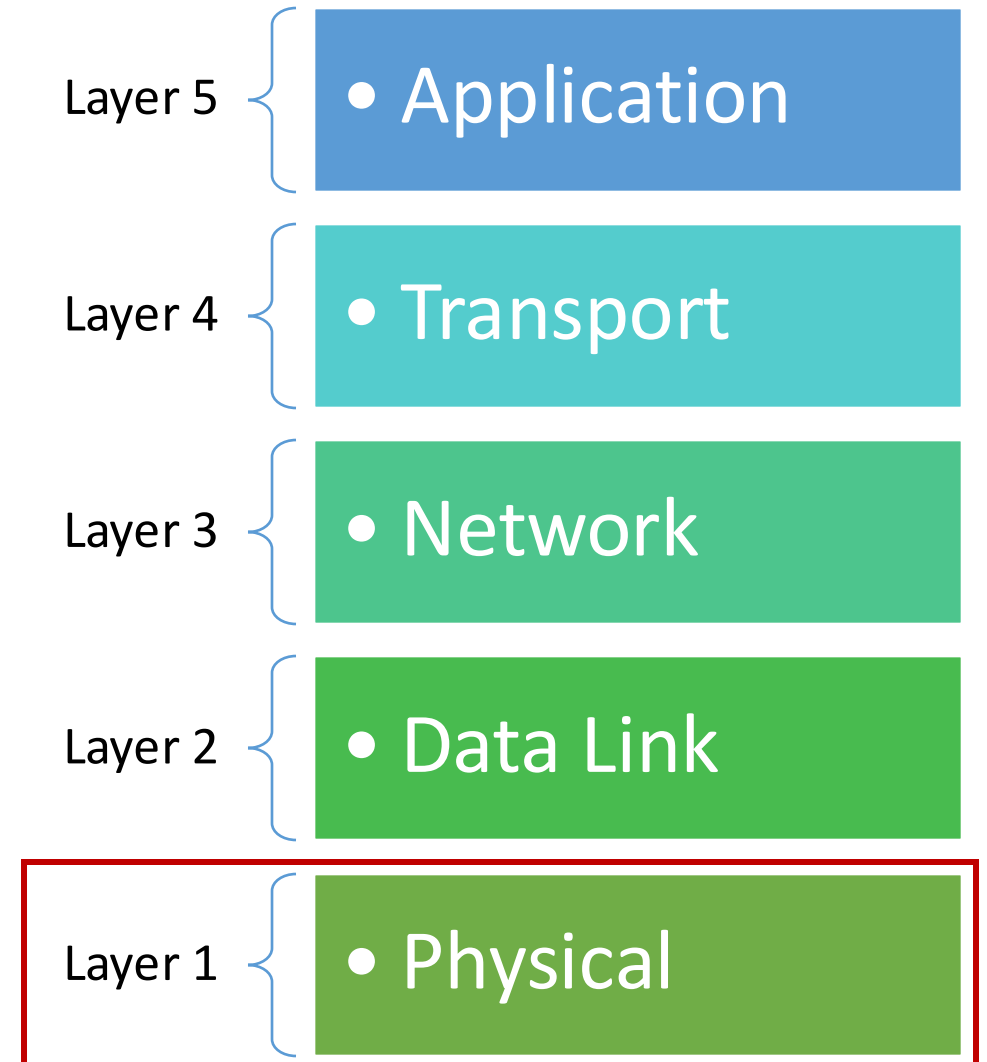 Layer 5 • Application
Layer 4 • Transport
Layer 3 • Network
Layer 2 • Data Link
Layer 1 • Physical